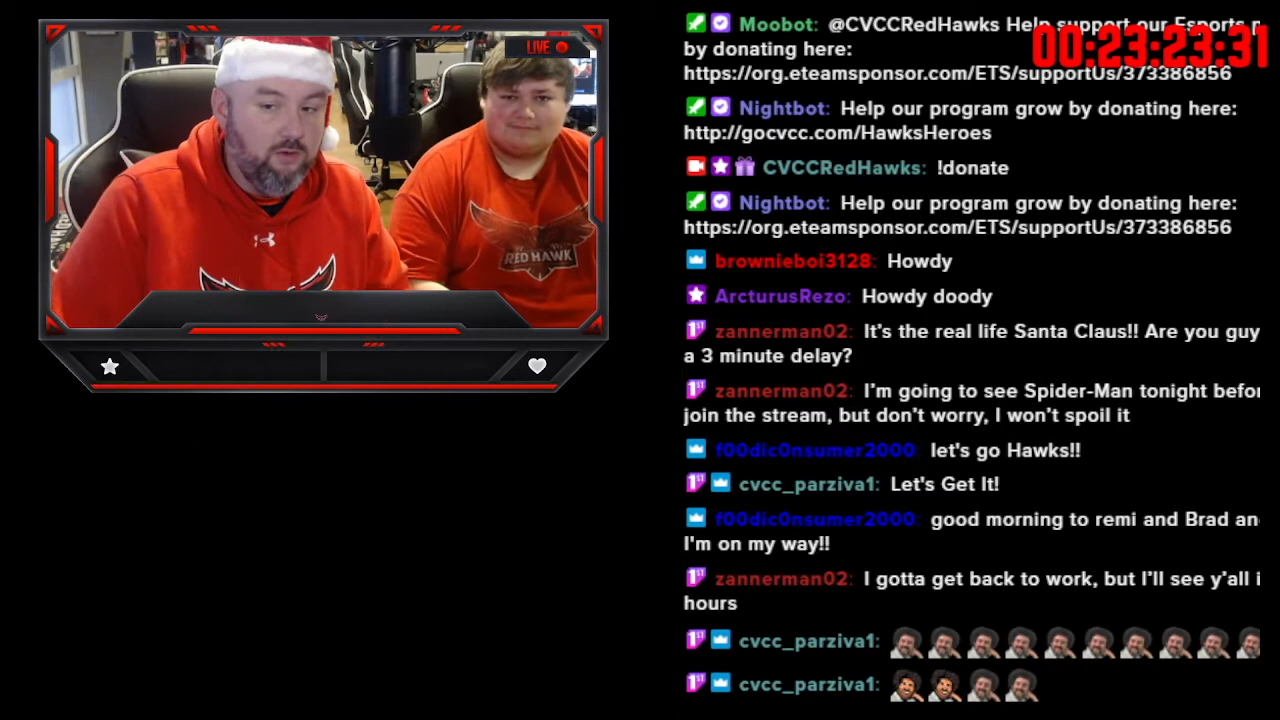 LIVE
RED HAWK
00:23:23:31
Moobot: @CVCCRedHawks Help support our Esports
by donating here:
https://org.eteamsponsor.com/ETS/supportUs/373386856
Nightbot: Help our program grow by donating here:
http://gocvcc.com/HawksHeroes
CVCCRedHawks: !donate
Nightbot: Help our program grow by donating here:
https://org.eteamsponsor.com/ETS/supportUs/373386856
brownieboi3128: Howdy
ArcturusRezo: Howdy doody
zannerman02: It's the real life Santa Claus!! Are you guy
a 3 minute delay?
zannerman02: I'm going to see Spider-Man tonight befor
join the stream, but don't worry, I won't spoil it
f00dic0nsumer2000: let's go Hawks!!
cvcc_parziva1: Let's Get It!
f00dic0nsumer2000: good morning to remi and Brad an
I'm on my way!!
zannerman02: I gotta get back to work, but I'll see y'all i
hours
cvcc_parziva1:
cvcc_parziva1: